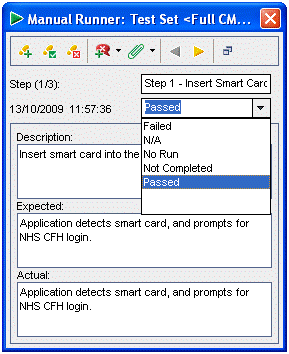 Manual Runner: Test Set <Full CM...
Step (1/3):
Step 1 - Insert Smart Card
13/10/2009 11:57:36
Passed
Failed
N/A
No Run
Not Completed
Passed
Description:
Insert smart card into the
Expected:
Application detects smart card, and prompts for
NHS CFH login.
Actual:
Application detects smart card, and prompts for
NHS CFH login.